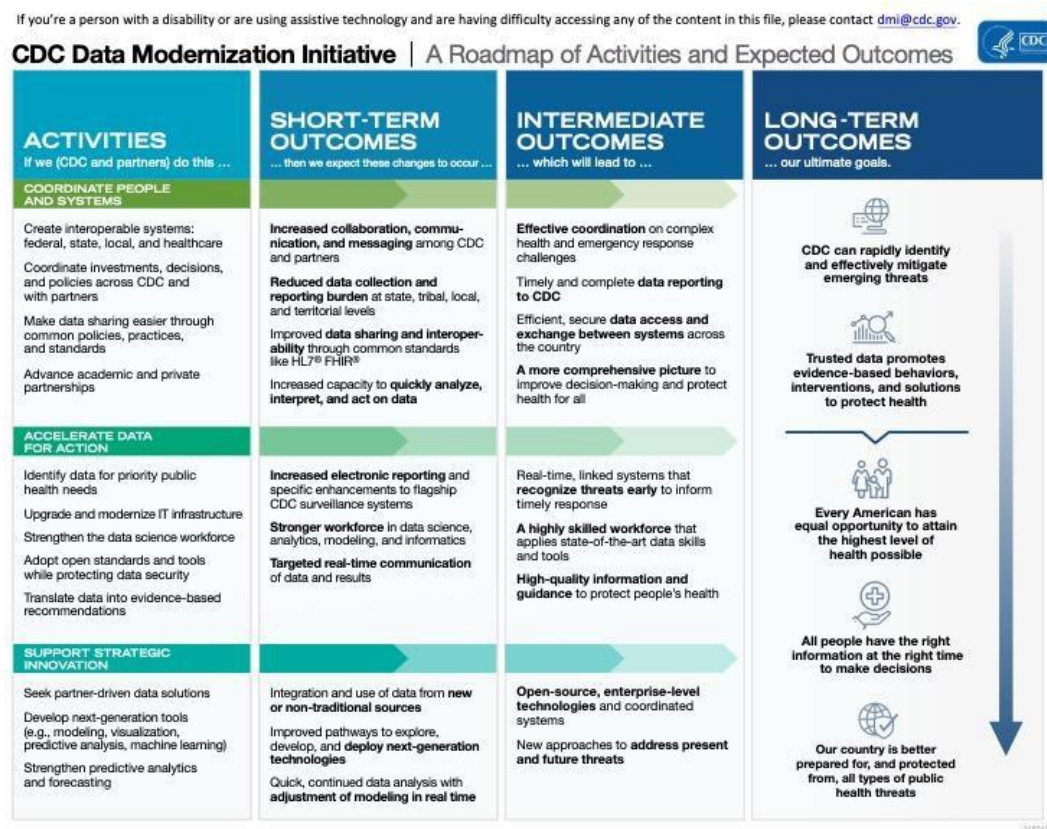 If you're a person with a disability or are using assistive technology and are having difficulty accessing any of the content in this file, please contact dmi@cdc.gov.
CDC Data Modernization Initiative | A Roadmap of Activities and Expected Outcomes
CDC
ACTIVITIES
If we (CDC and partners) do this ...
SHORT-TERM
OUTCOMES
... then we expect these changes to occur ...
INTERMEDIATE
OUTCOMES
... which will lead to ...
LONG-TERM
OUTCOMES
... our ultimate goals.
COORDINATE PEOPLE
AND SYSTEMS
Create interoperable systems:
federal, state, local, and healthcare
Coordinate investments, decisions,
and policies across CDC and
with partners
Make data sharing easier through
common policies, practices,
and standards
Advance academic and private
partnerships
Increased collaboration, commu-
nication, and messaging among CDC
and partners
Reduced data collection and
reporting burden at state, tribal, local,
and territorial levels
Improved data sharing and interoper-
ability through common standards
like HL7® FHIR®
Increased capacity to quickly analyze,
interpret, and act on data
Effective coordination on complex
health and emergency response
challenges
Timely and complete data reporting
to CDC
Efficient, secure data access and
exchange between systems across
the country
A more comprehensive picture to
improve decision-making and protect
health for all
ACCELERATE DATA
FOR ACTION
Identify data for priority public
health needs
Upgrade and modernize IT infrastructure
Strengthen the data science workforce
Adopt open standards and tools
while protecting data security
Translate data into evidence-based
recommendations
Increased electronic reporting and
specific enhancements to flagship
CDC surveillance systems
Stronger workforce in data science,
analytics, modeling, and informatics
Targeted real-time communication
of data and results
Real-time, linked systems that
recognize threats early to inform
timely response
A highly skilled workforce that
applies state-of-the-art data skills
and tools
High-quality information and
guidance to protect people's health
SUPPORT STRATEGIC
INNOVATION
Seek partner-driven data solutions
Develop next-generation tools
(e.g., modeling, visualization,
predictive analysis, machine learning)
Strengthen predictive analytics
and forecasting
Integration and use of data from new
or non-traditional sources
Improved pathways to explore,
develop, and deploy next-generation
technologies
Quick, continued data analysis with
adjustment of modeling in real time
Open-source, enterprise-level
technologies and coordinated
systems
New approaches to address present
and future threats
CDC can rapidly identify
and effectively mitigate
emerging threats
Trusted data promotes
evidence-based behaviors,
interventions, and solutions
to protect health
Every American has
equal opportunity to attain
the highest level of
health possible
All people have the right
information at the right time
to make decisions
Our country is better
prepared for, and protected
from, all types of public
health threats